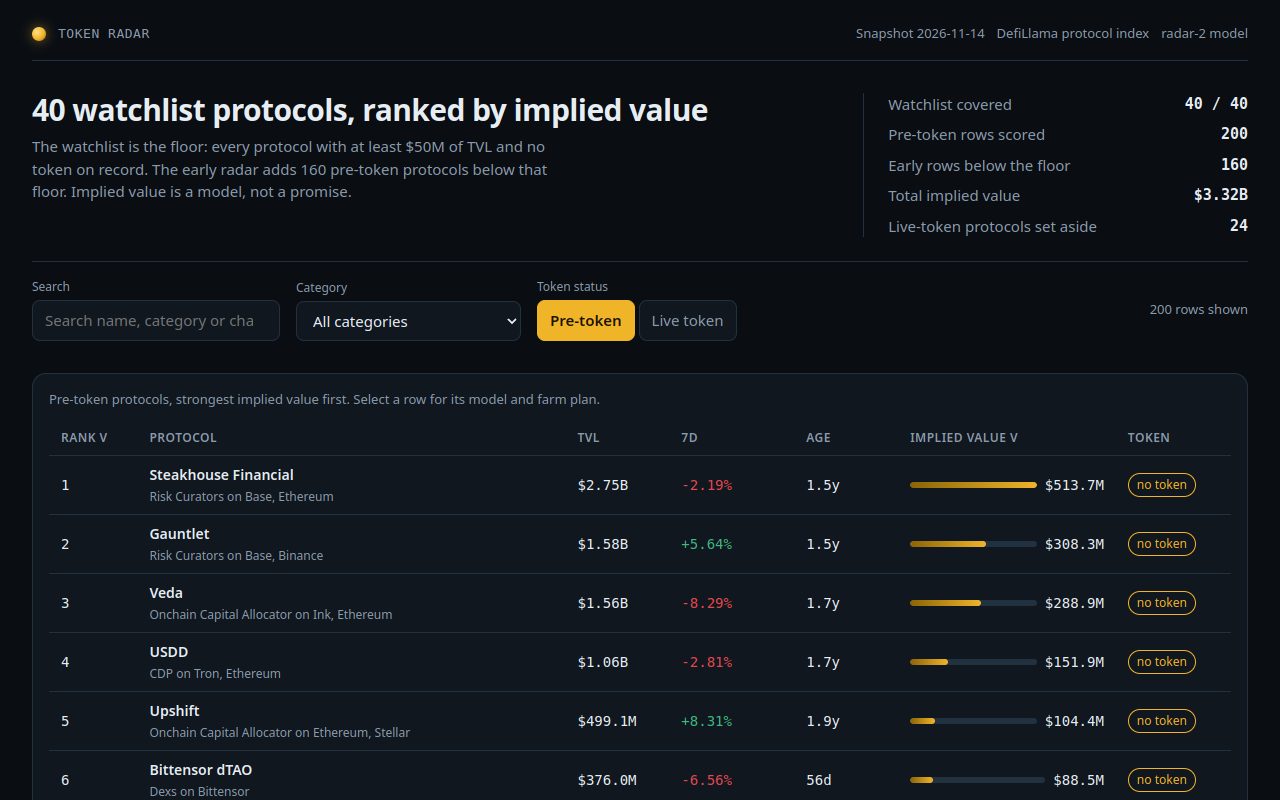 TOKEN RADAR
Snapshot 2026-11-14 DefiLlama protocol index radar-2 model
40 watchlist protocols, ranked by implied value
The watchlist is the floor: every protocol with at least $50M of TVL and no
token on record. The early radar adds 160 pre-token protocols below that
floor. Implied value is a model, not a promise.
Watchlist covered 40 / 40
Pre-token rows scored 200
Early rows below the floor 160
Total implied value $3.32B
Live-token protocols set aside 24
Search
Search name, category or cha
Category
All categories
Token status
Pre-token Live token
200 rows shown
Pre-token protocols, strongest implied value first. Select a row for its model and farm plan.
RANK V PROTOCOL TVL 7D AGE IMPLIED VALUE V TOKEN
1 Steakhouse Financial $2.75B -2.19% 1.5y $513.7M no token
Risk Curators on Base, Ethereum
2 Gauntlet $1.58B +5.64% 1.5y $308.3M no token
Risk Curators on Base, Binance
3 Veda $1.56B -8.29% 1.7y $288.9M no token
Onchain Capital Allocator on Ink, Ethereum
4 USDD $1.06B -2.81% 1.7y $151.9M no token
CDP on Tron, Ethereum
5 Upshift $499.1M +8.31% 1.9y $104.4M no token
Onchain Capital Allocator on Ethereum, Stellar
6 Bittensor dTAO $376.0M -6.56% 56d $88.5M no token
Dexs on Bittensor